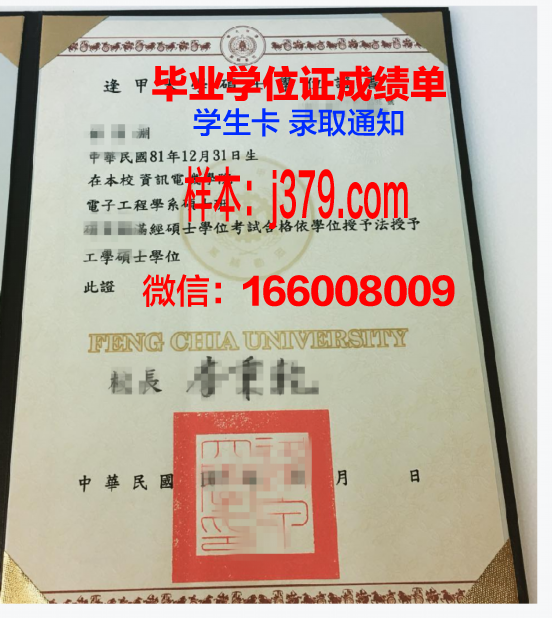 逢甲
毕业学位证成绩单
学生卡 录取通知
中華民國81年12月31日生
在本校 資訊電
样本：j379.com
電子工程學系碩
經碩士學位考試合格依學位授予法授予
工學碩士學位
此證
微信：166008009
FENG CHIA UNIVERSITY
校長
中華民國 月 日